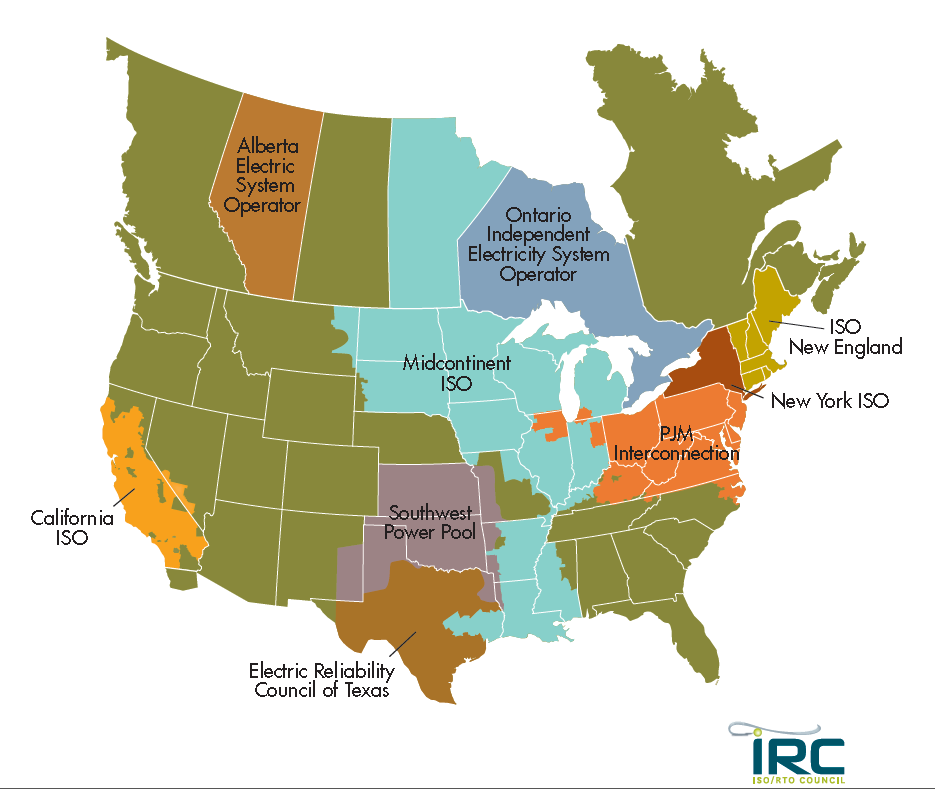 Alberta
Electric
System
Operator
Ontario
Independent
Electricity System
Operator
ISO
New England
Midcontinent
ISO
New York ISO
PJM
Interconnection
California
ISO
Southwest
Power Pool
Electric Reliability
Council of Texas
IRC
ISO/RTO COUNCIL